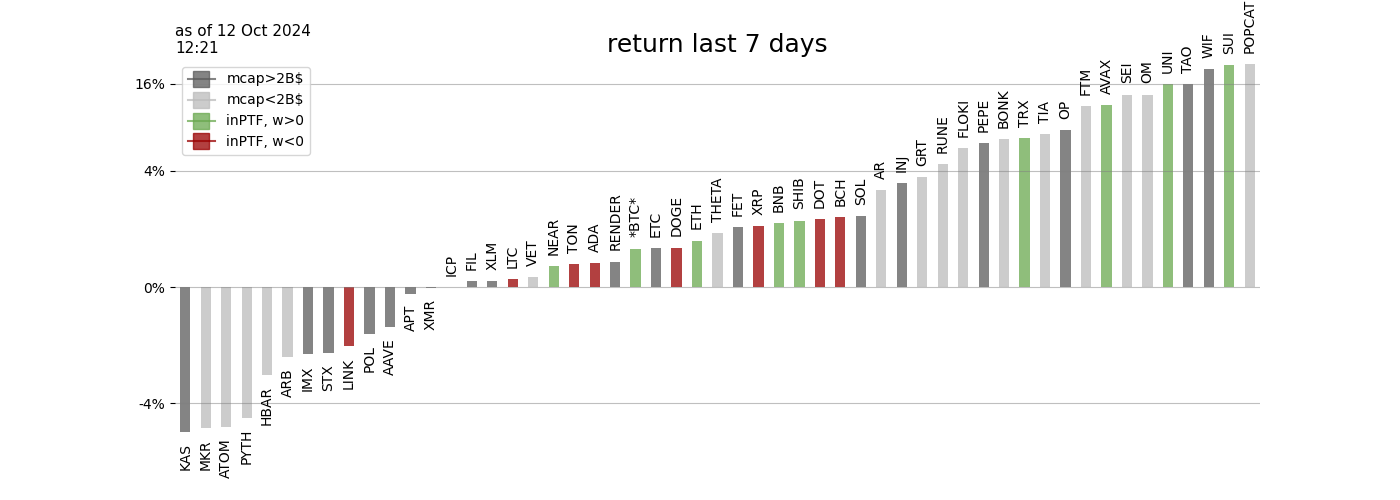 as of 12 Oct 2024
12:21
return last 7 days
mcap>2B$
mcap<2B$
inPTF, w>0
inPTF, w<0
16%
4%
0%
-4%
KAS
MKR
ATOM
PYTH
HBAR
ARB
IMX
STX
LINK
POL
AAVE
APT
XMR
ICP
FIL
XLM
LTC
VET
NEAR
TON
ADA
RENDER
*BTC*
ETC
DOGE
ETH
THETA
FET
XRP
BNB
SHIB
DOT
BCH
SOL
AR
INJ
GRT
RUNE
FLOKI
PEPE
BONK
TRX
TIA
OP
FTM
AVAX
SEI
OM
UNI
TAO
WIF
SUI
POPCAT